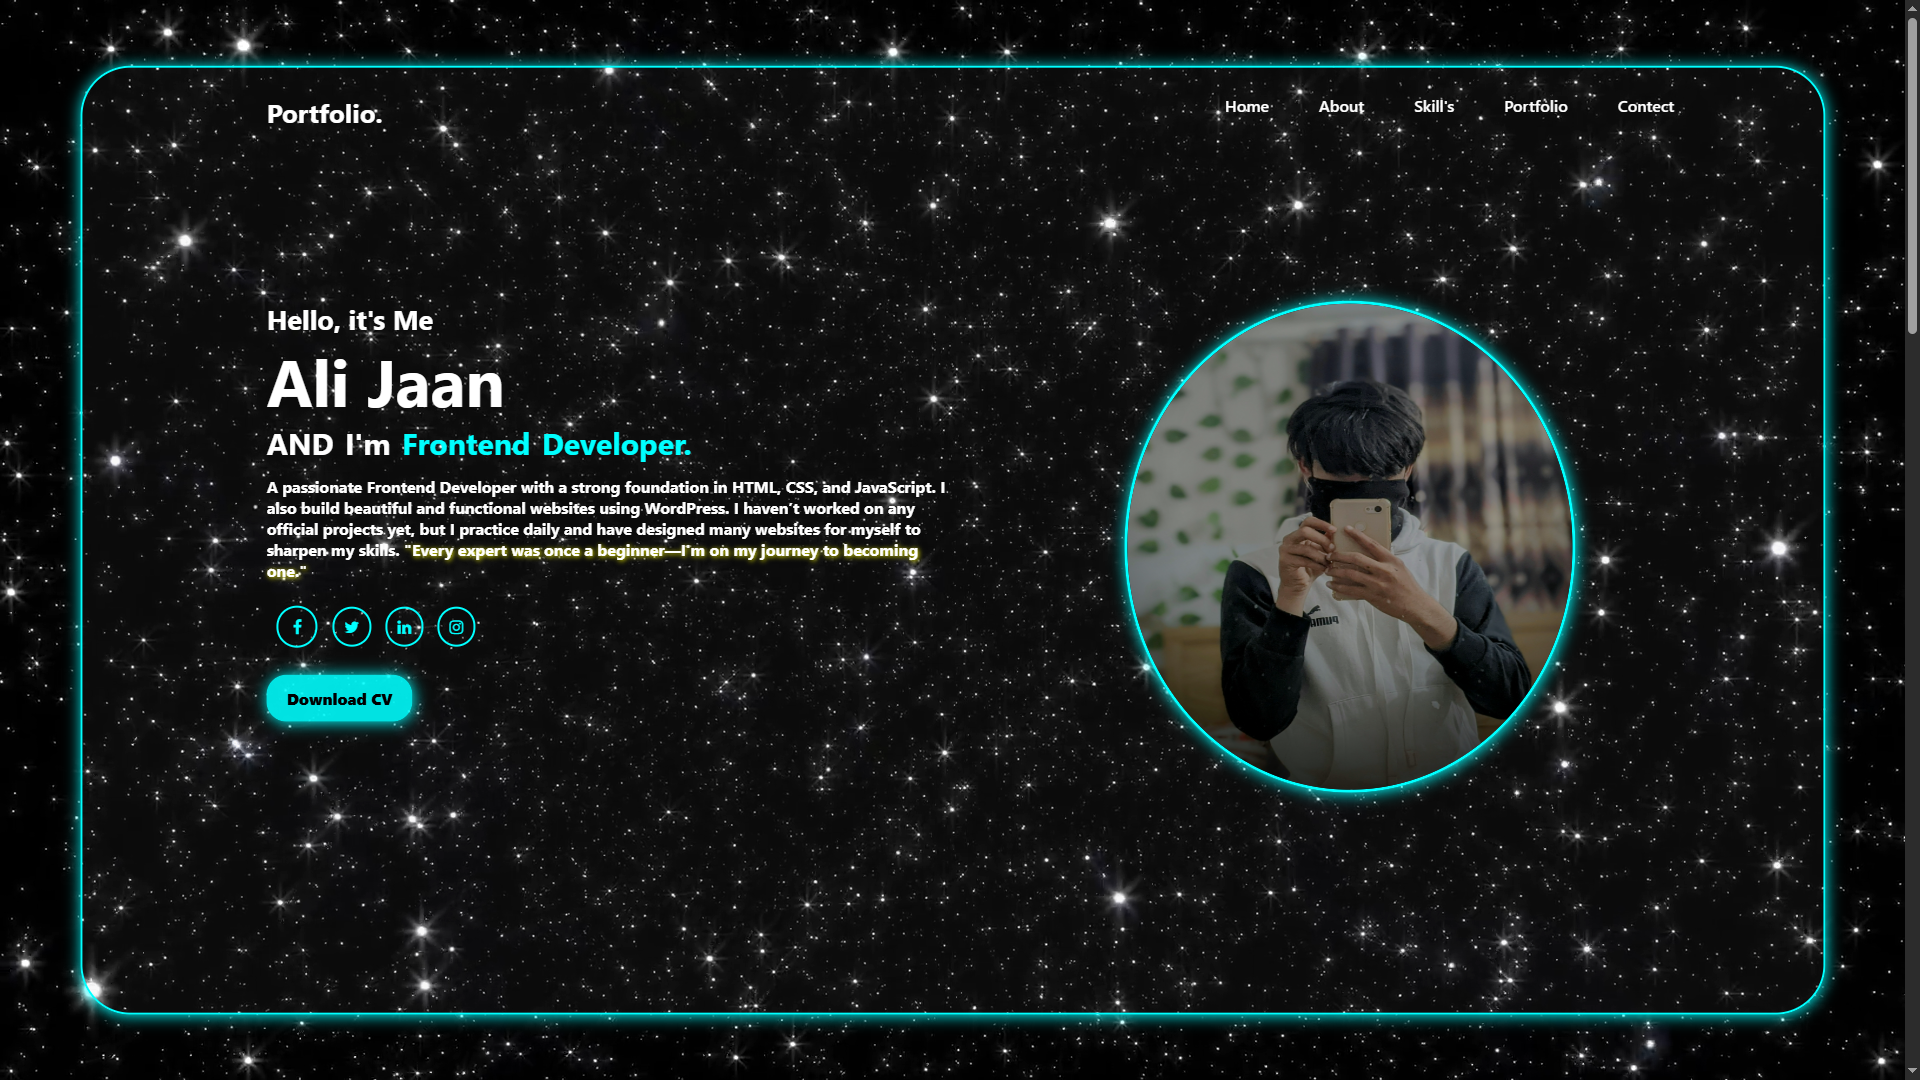 Portfolio.
Home About Skill's Portfolio Contect
Hello, it's Me
Ali Jaan
AND I'm Frontend Developer.
A passionate Frontend Developer with a strong foundation in HTML, CSS, and JavaScript. I
also build beautiful and functional websites using WordPress. I haven't worked on any
official projects yet, but I practice daily and have designed many websites for myself to
sharpen my skills. "Every expert was once a beginner—I'm on my journey to becoming
one."
Download CV
PUMA